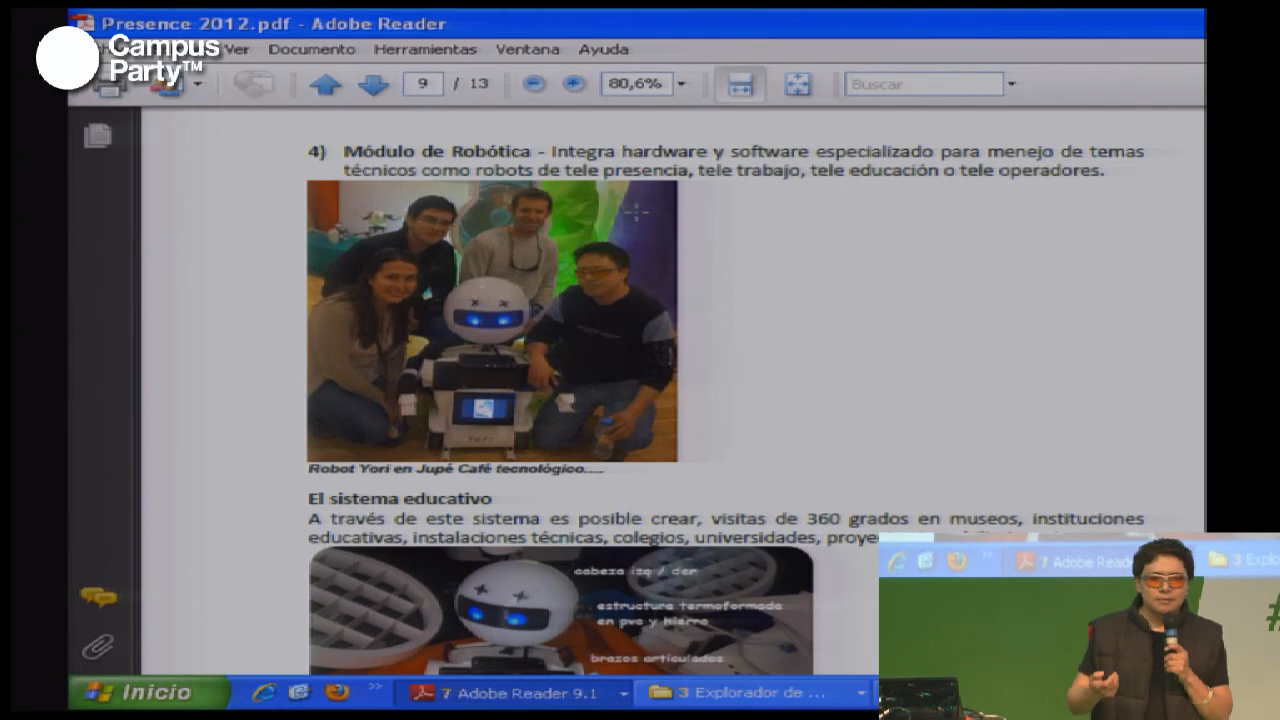 Presence 2012.pdf - Adobe Reader
Campus
Party™
Ver Documento Herramientas Ventana Ayuda
9 / 13 80,6% Buscar
4) Módulo de Robótica - Integra hardware y software especializado para menejo de temas
técnicos como robots de tele presencia, tele trabajo, tele educación o tele operadores.
Robot Yori en Jupé Café tecnológico....
El sistema educativo
A través de este sistema es posible crear, visitas de 360 grados en museos, instituciones
educativas, instalaciones técnicas, colegios, universidades,
cabeza izq / der
estructura termoformada
en pvc y hierro
brazos artículados
7 Adobe Read
Inicio
7 Adobe Reader 9.1
3 Explorador de ...